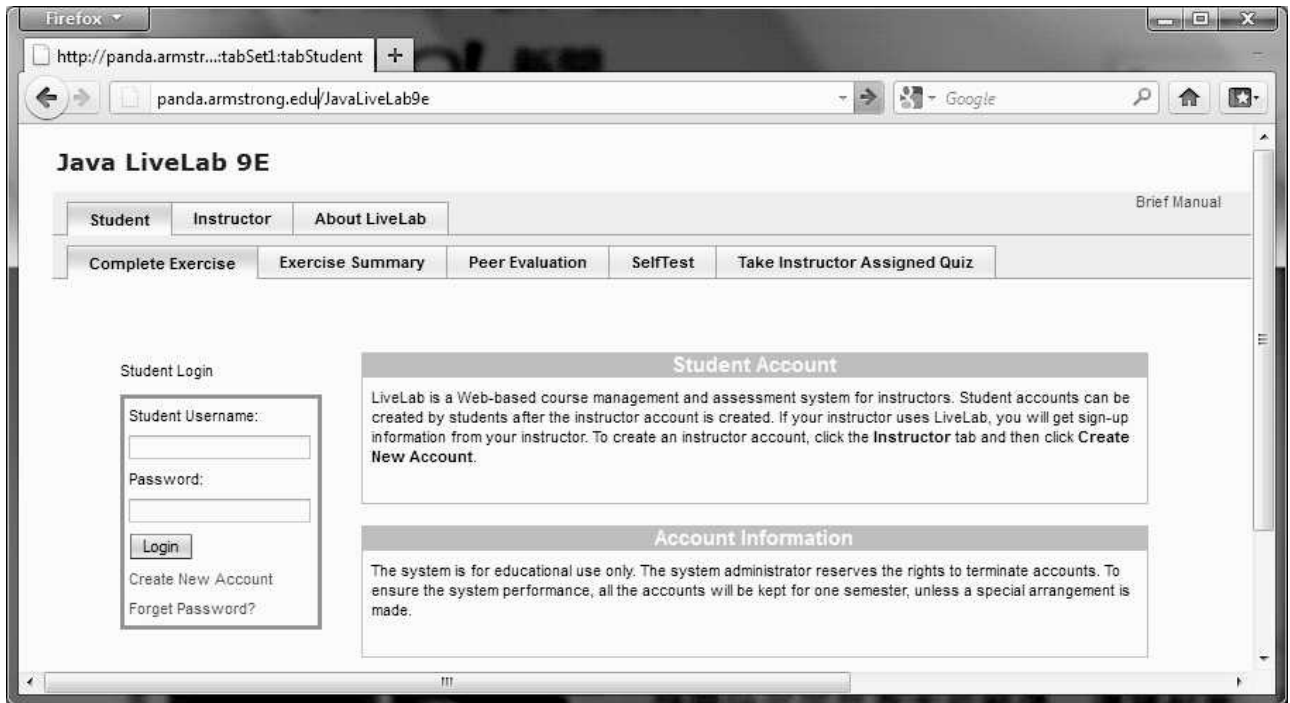 Firefox
http://panda.armstr...:tabSet1:tabStudent
panda.armstrong.edu/JavaLiveLab9e
Google
Java LiveLab 9E
Brief Manual
Student Instructor About LiveLab
Complete Exercise Exercise Summary Peer Evaluation SelfTest Take Instructor Assigned Quiz
Student Login
Student Username:
Password:
Login
Create New Account
Forget Password?
Student Account
LiveLab is a Web-based course management and assessment system for instructors. Student accounts can be
created by students after the instructor account is created. If your instructor uses LiveLab, you will get sign-up
information from your instructor. To create an instructor account, click the Instructor tab and then click Create
New Account.
Account Information
The system is for educational use only. The system administrator reserves the rights to terminate accounts. To
ensure the system performance, all the accounts will be kept for one semester, unless a special arrangement is
made.